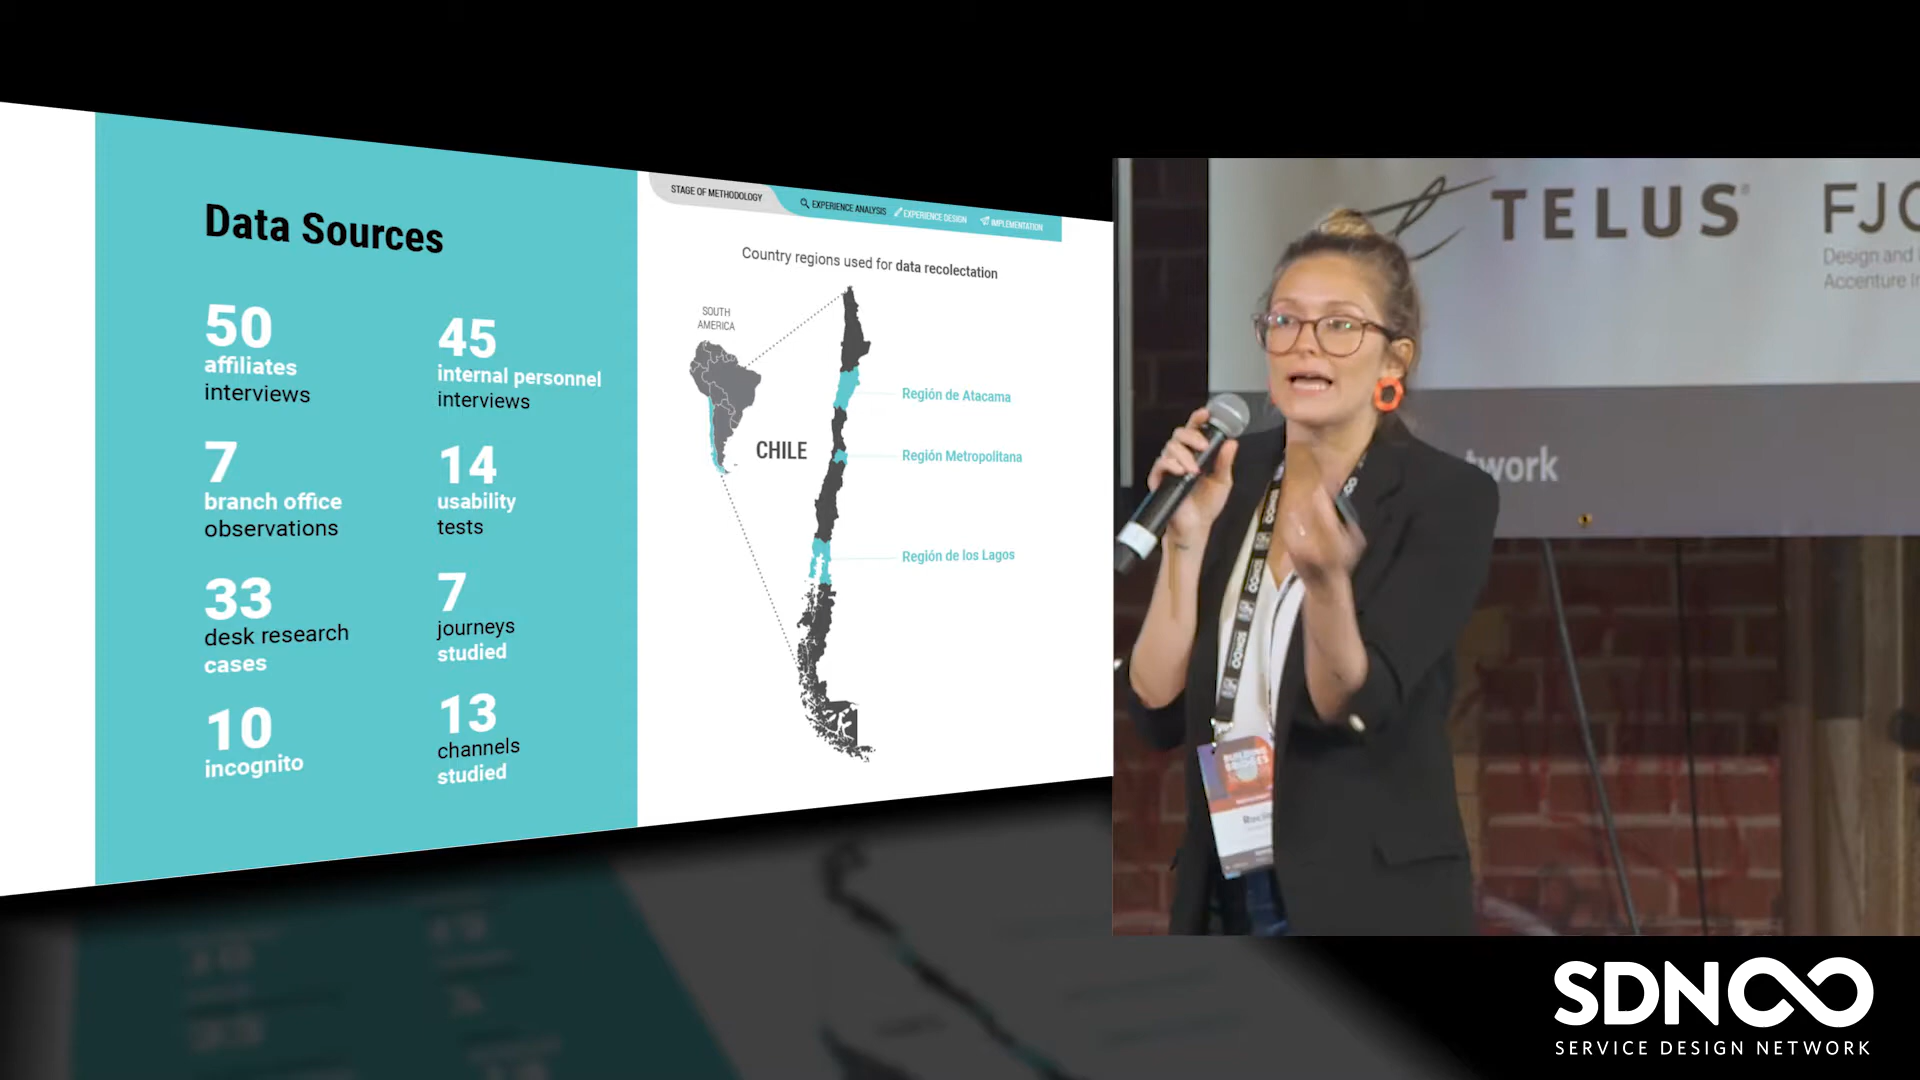 Data Sources
50
affiliates
interviews
45
internal personnel
interviews
7
branch office
observations
14
usability
tests
33
desk research
cases
7
journeys
studied
10
incognito
13
channels
studied
STAGE OF METHODOLOGY
EXPERIENCE ANALYSIS
EXPERIENCE DESIGN
IMPLEMENTATION
Country regions used for data recolectation
SOUTH
AMERICA
CHILE
Región de Atacama
Región Metropolitana
Región de los Lagos
TELUS
FJO
Design and
Accenture
twork
SDN
SERVICE DESIGN NETWORK